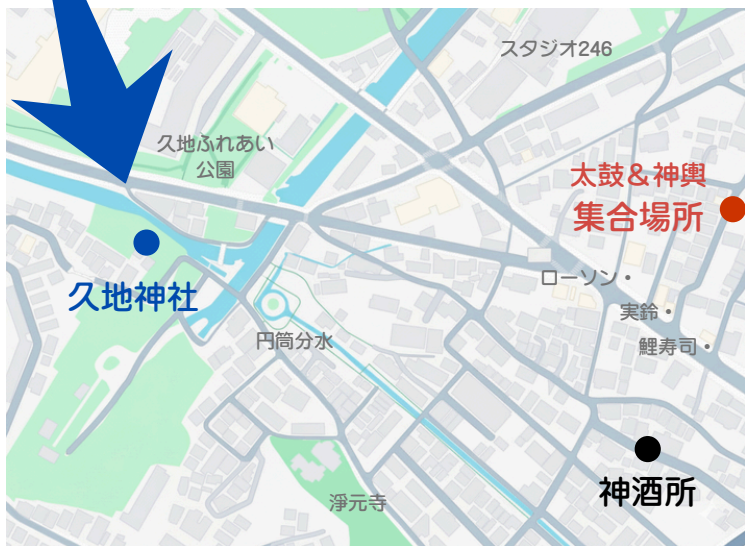 スタジオ246
久地ふれあい
公園
太鼓＆神輿
集合場所
久地神社
ローソン・
実鈴・
円筒分水
鯉寿司・
神酒所
淨元寺